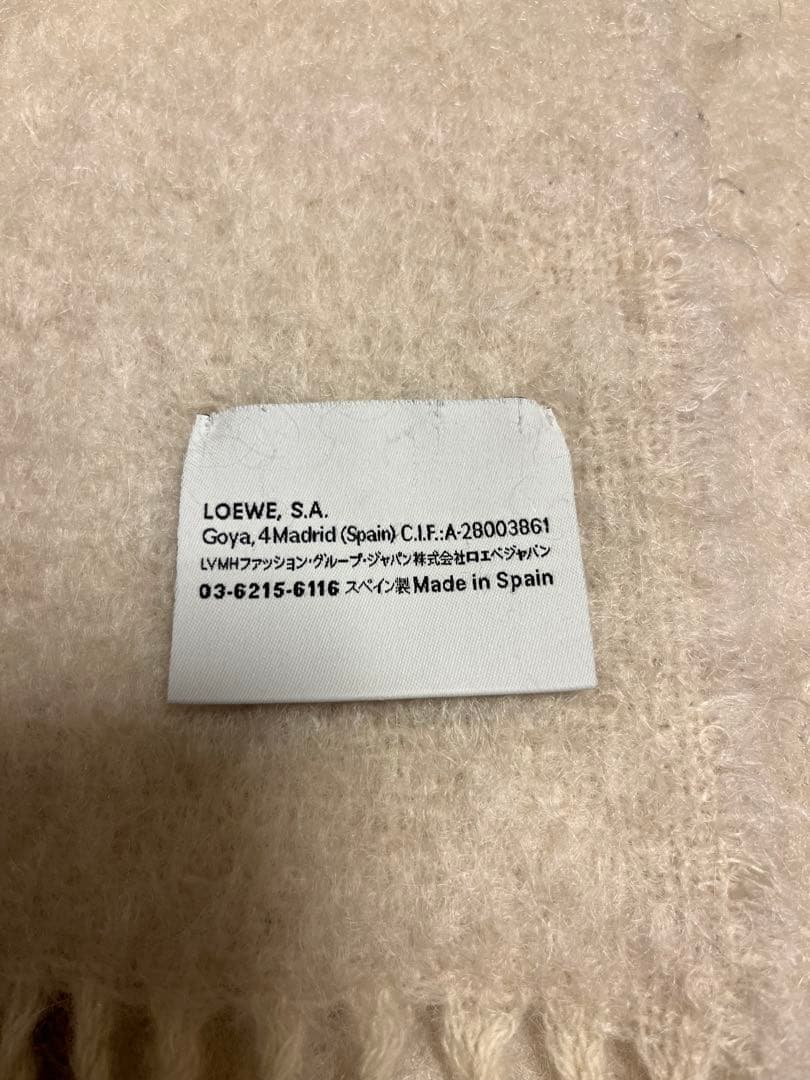 LOEWE, S.A.
Goya, 4 Madrid (Spain) C.I.F.:A-28003861
LVMHファッション・グループ・ジャパン株式会社ロエベジャパン
03-6215-6116 スペイン製 Made in Spain